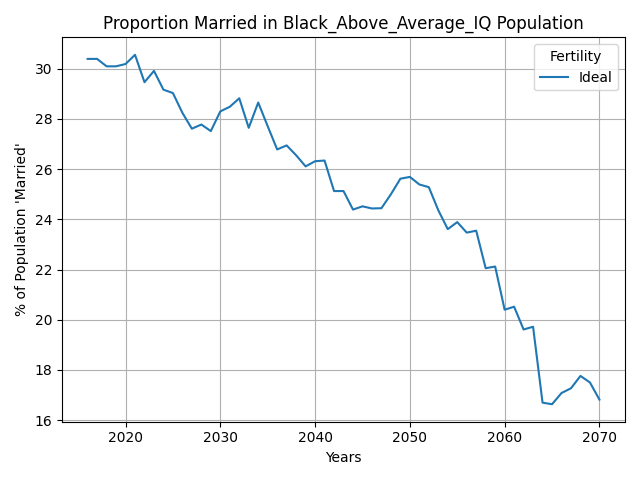 Proportion Married in Black_Above_Average_IQ Population
Fertility
Ideal
% of Population 'Married'
30
28
26
24
22
20
18
16
2020
2030
2040
2050
2060
2070
Years